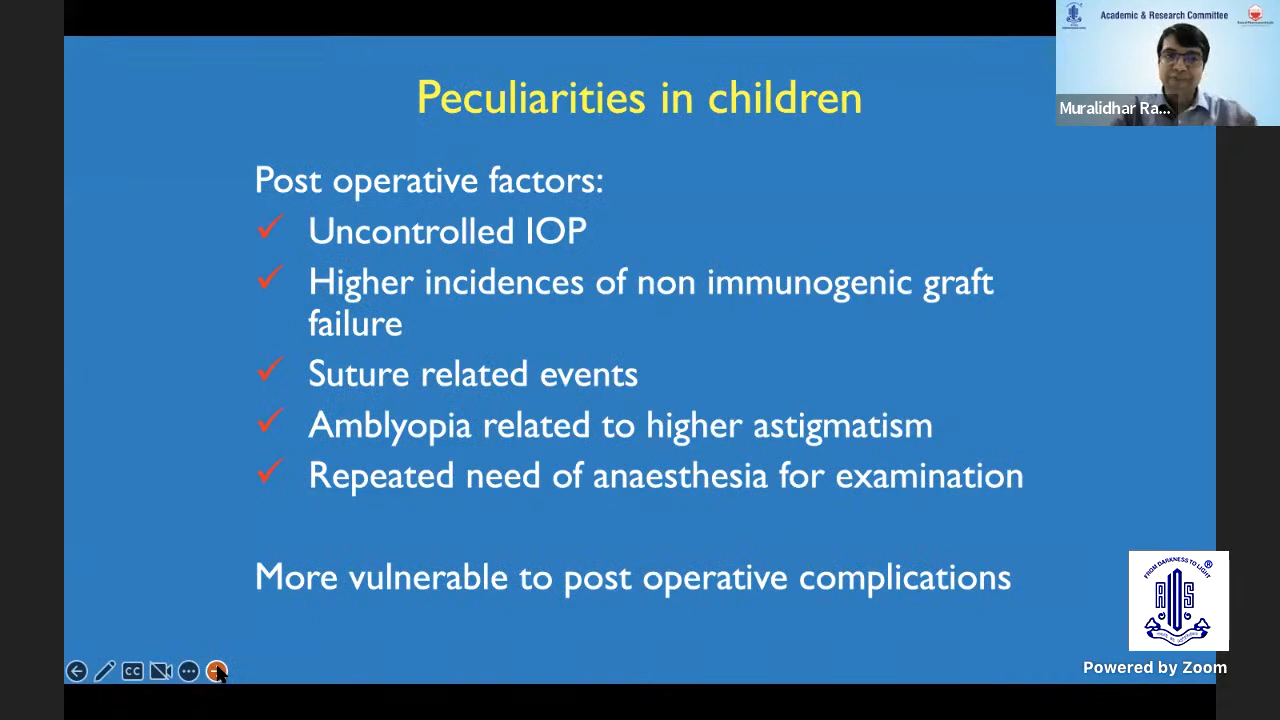 Academic & Research Committee
Muralidhar Ra...
Peculiarities in children
Post operative factors:
✓ Uncontrolled IOP
✓ Higher incidences of non immunogenic graft
failure
✓ Suture related events
✓ Amblyopia related to higher astigmatism
✓ Repeated need of anaesthesia for examination
More vulnerable to post operative complications
FROM DARKNESS TO LIGHT
®
AIOS
Powered by Zoom
CC